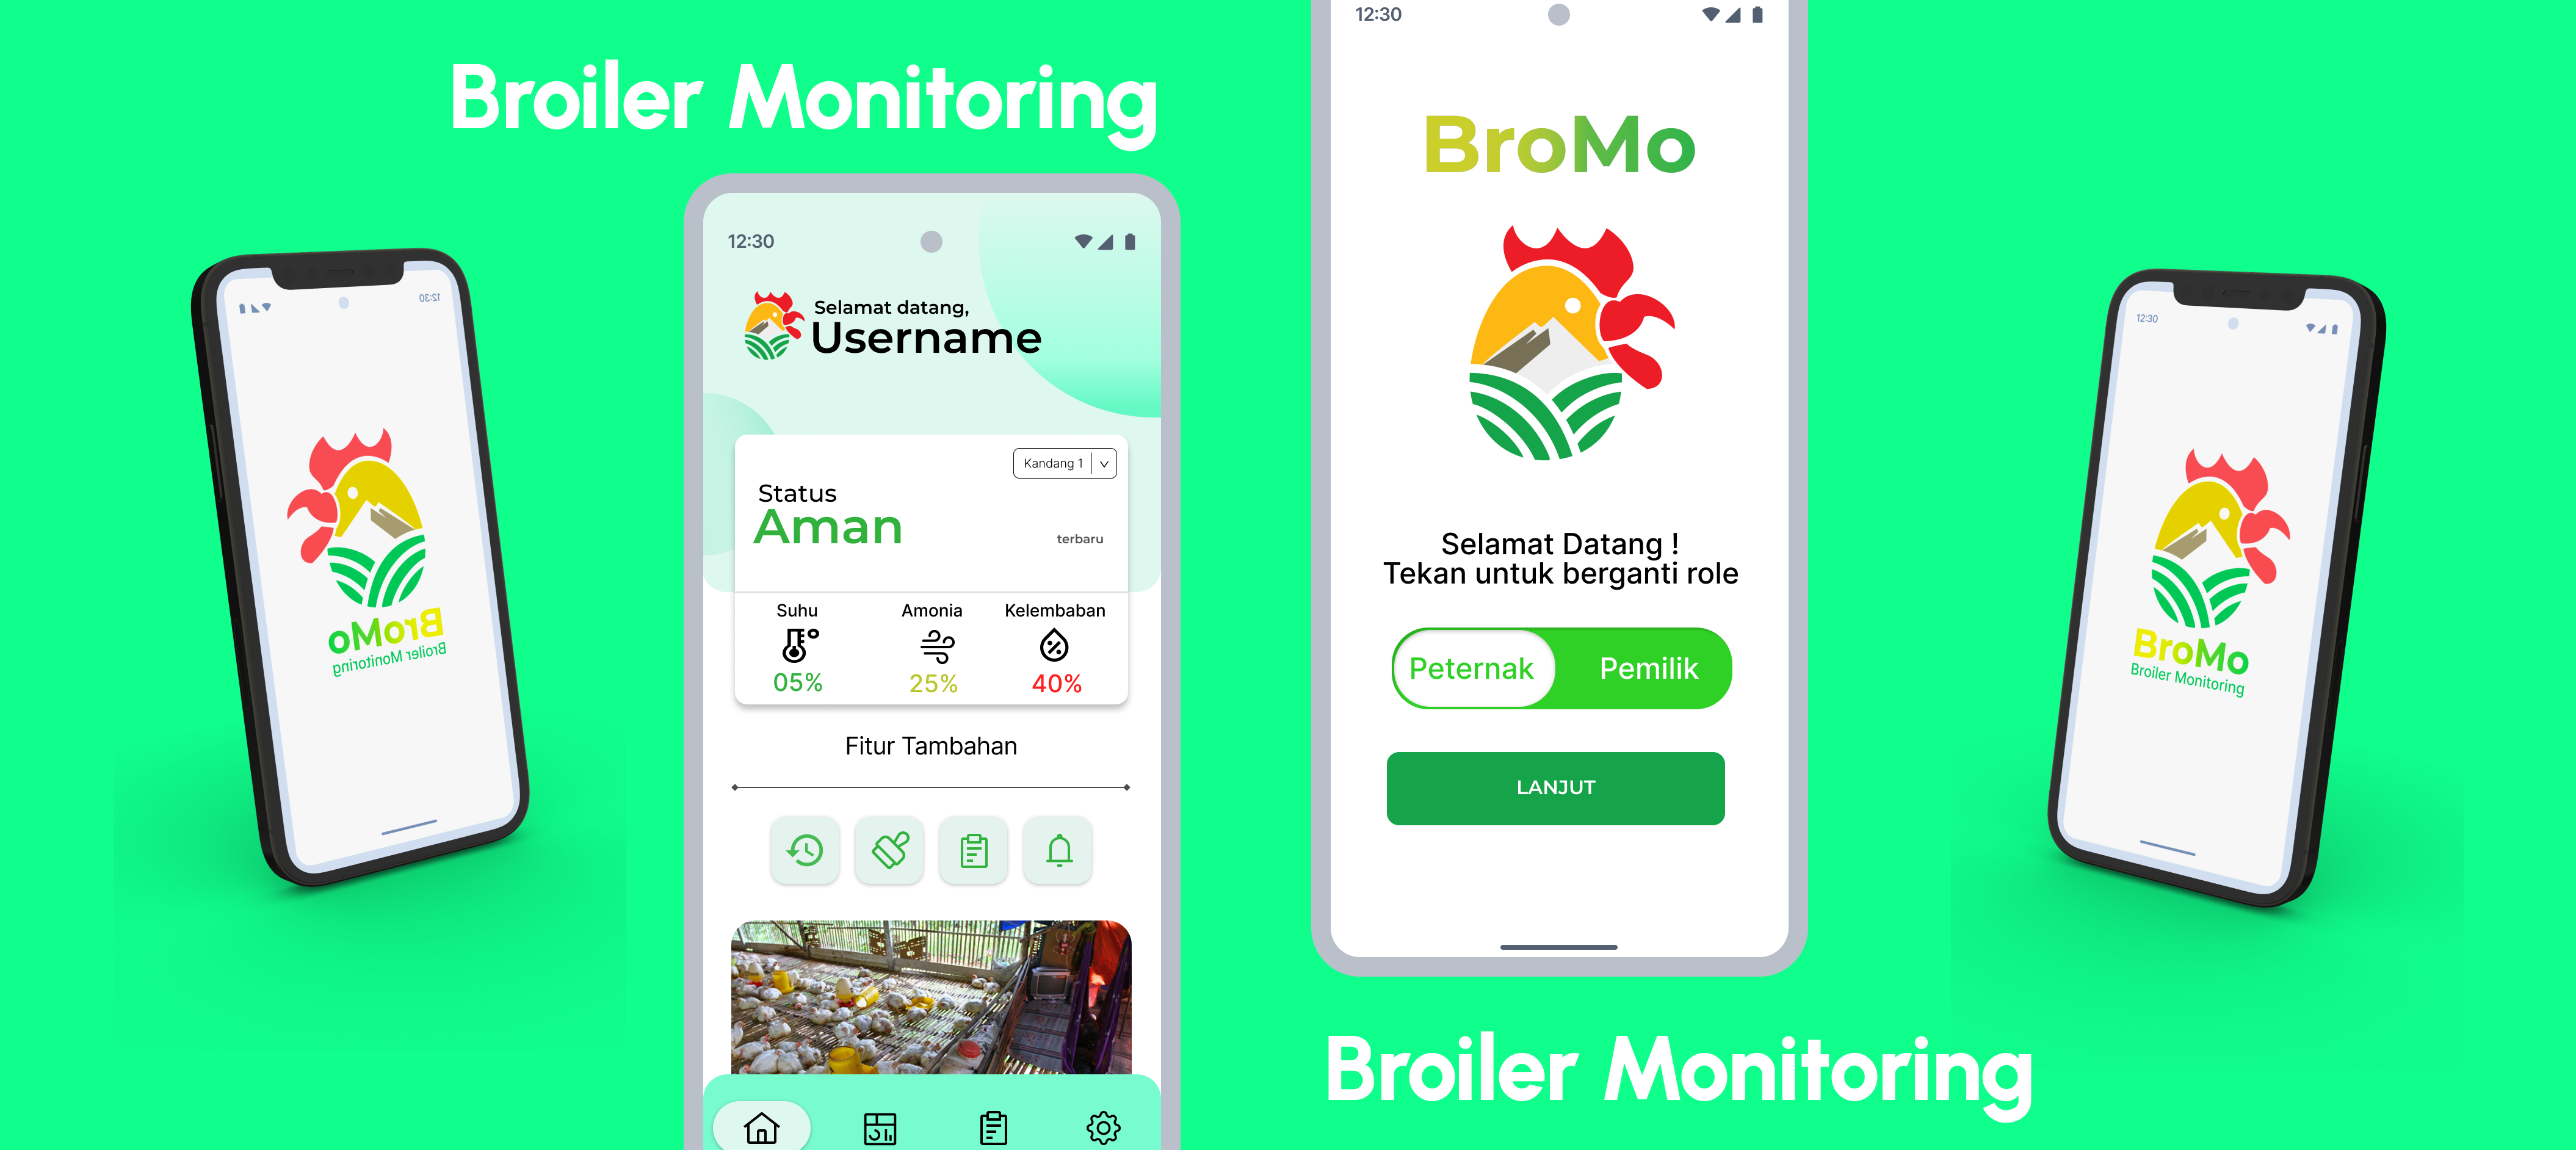 Broiler Monitoring
12:30
BroMo
Broiler Monitoring
12:30
Selamat datang,
Username
Kandang 1
Status
Aman
terbaru
Suhu
Amonia
Kelembaban
05%
25%
40%
Fitur Tambahan
12:30
BroMo
Selamat Datang !
Tekan untuk berganti role
Peternak
Pemilik
LANJUT
Broiler Monitoring
12:30
BroMo
Broiler Monitoring